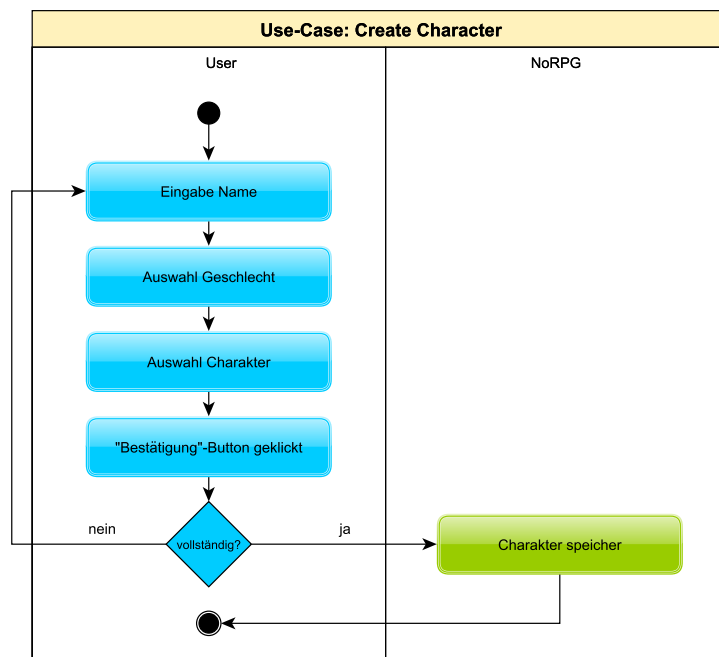 Use-Case: Create Character
User
NoRPG
Eingabe Name
Auswahl Geschlecht
Auswahl Charakter
"Bestätigung"-Button geklickt
nein
vollständig?
ja
Charakter speicher